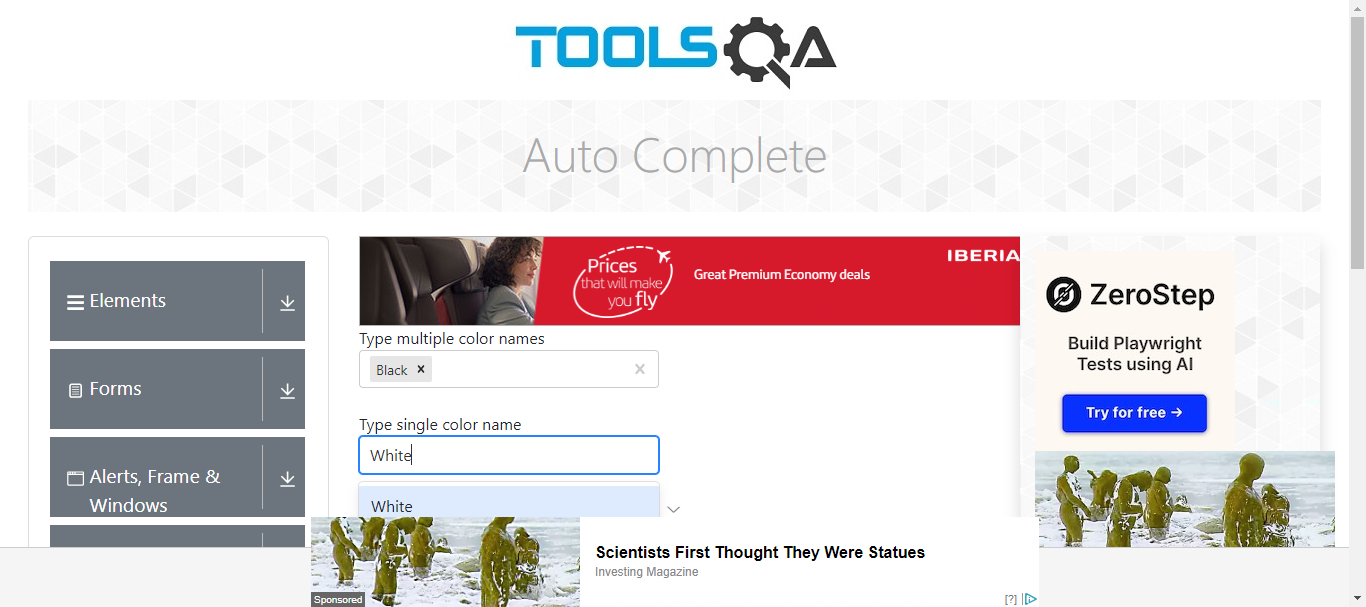 TOOLSQA
Auto Complete
Elements
Forms
Alerts, Frame &
Windows
Prices
that will make
you fly
Great Premium Economy deals
IBERIA
Type multiple color names
Black ×
Type single color name
White
White
ZeroStep
Build Playwright
Tests using AI
Try for free →
Scientists First Thought They Were Statues
Investing Magazine
Sponsored
[?]